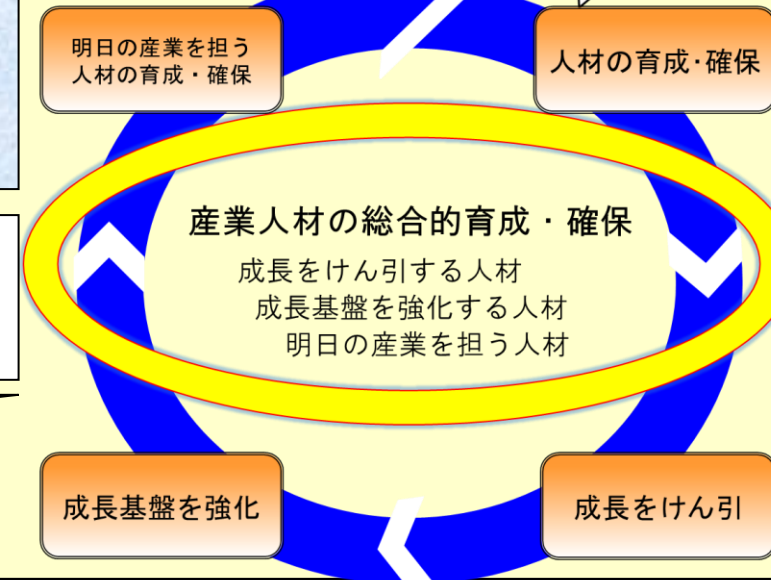 明日の産業を担う
人材の育成・確保
人材の育成・確保
産業人材の総合的育成・確保
成長をけん引する人材
成長基盤を強化する人材
明日の産業を担う人材
成長基盤を強化
成長をけん引